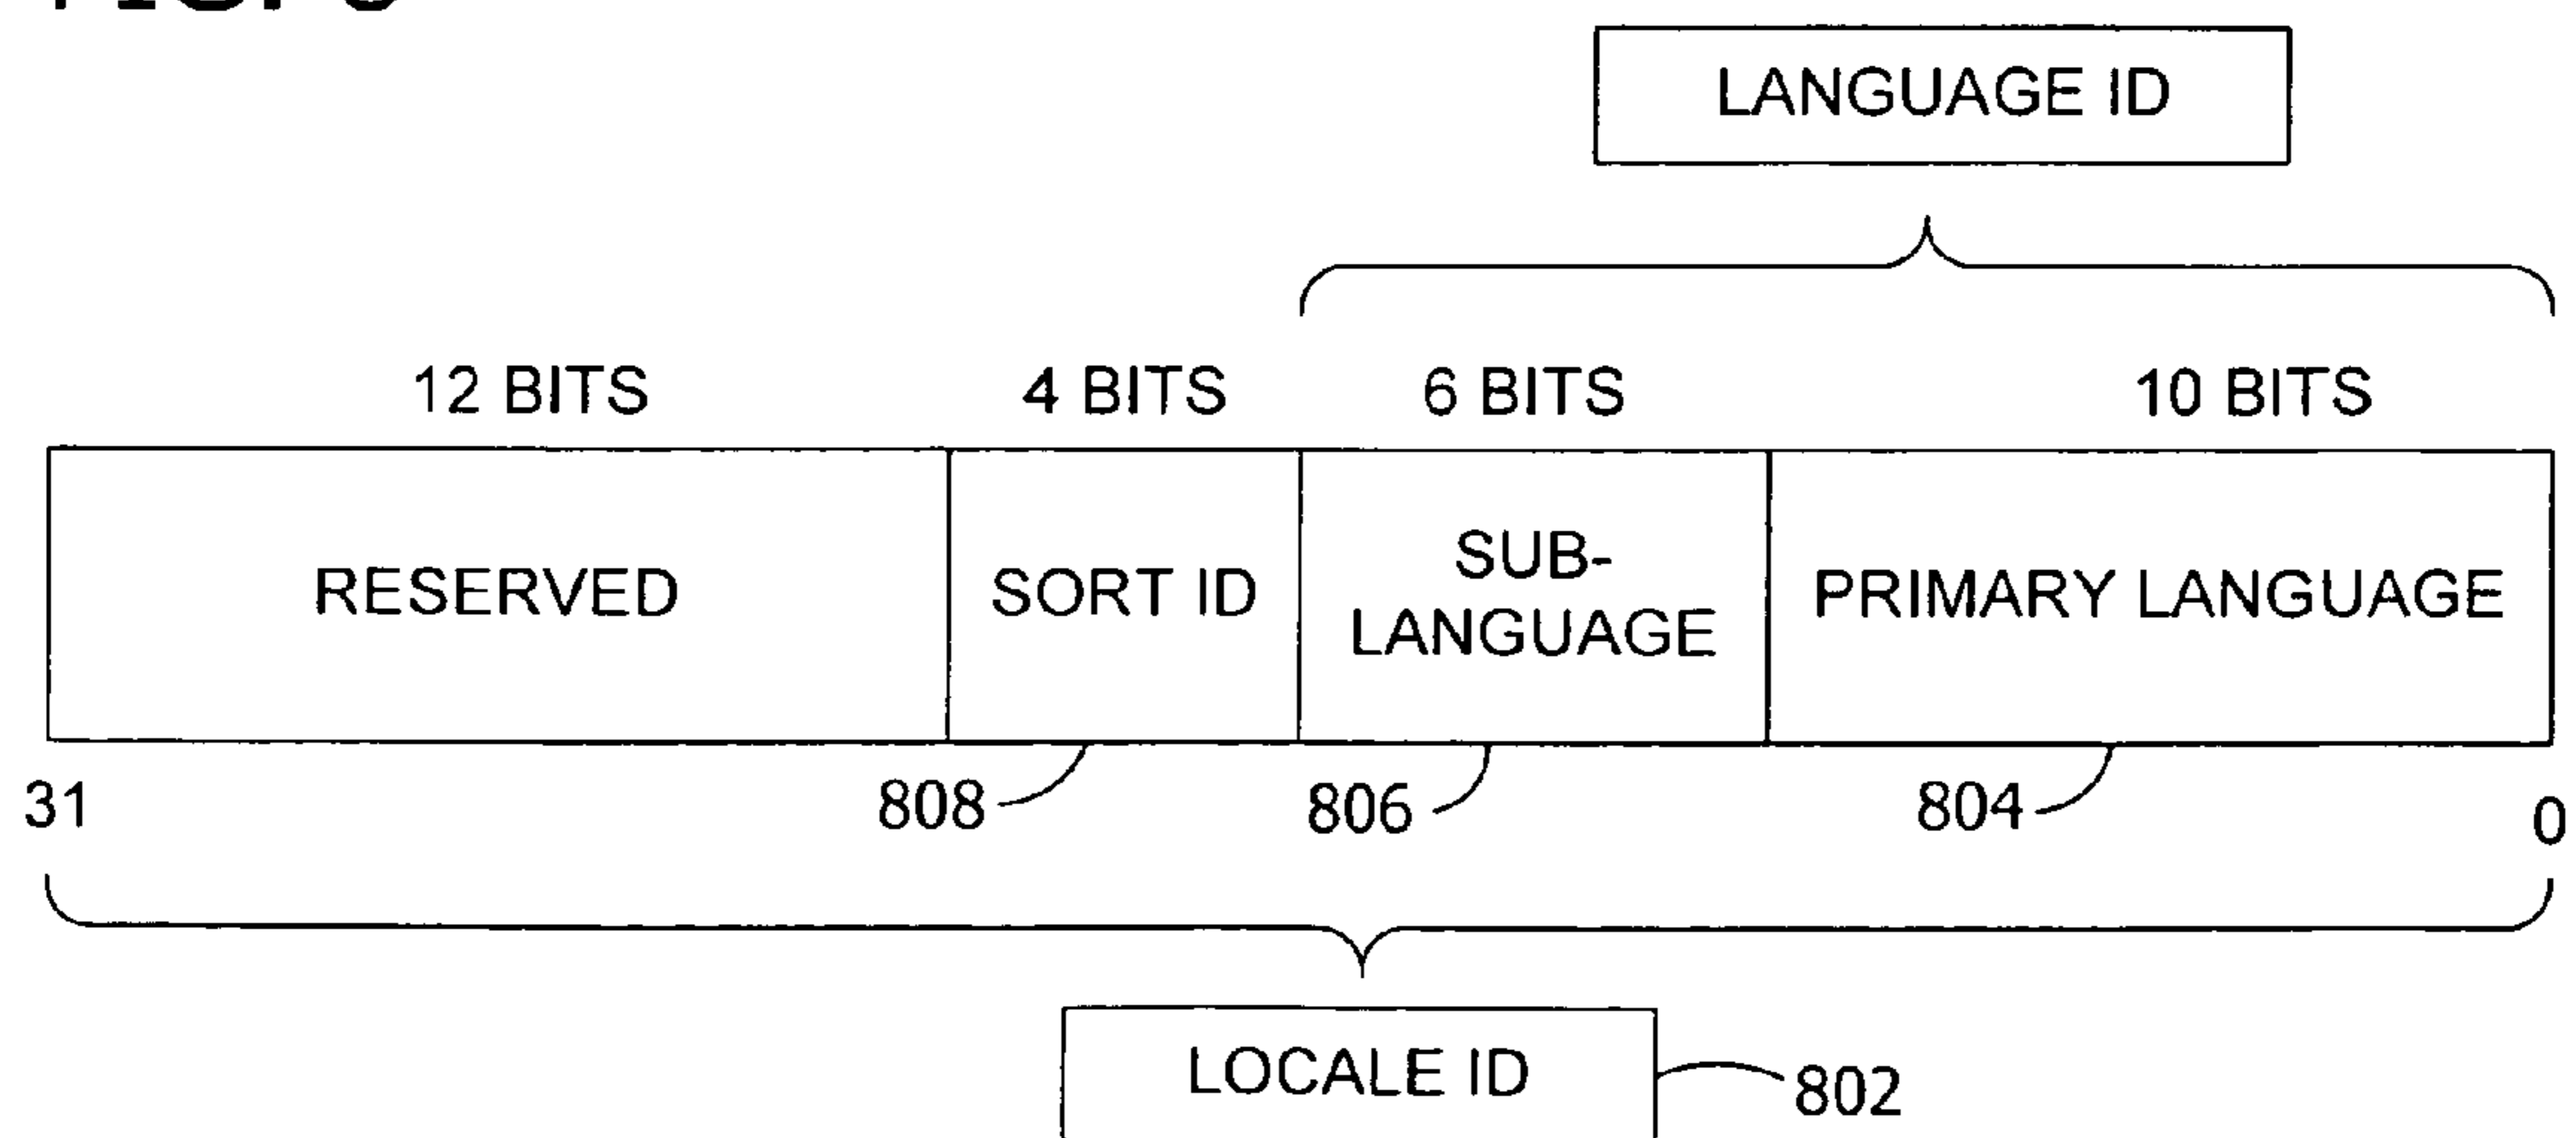 LANGUAGE ID
12 BITS 4 BITS 6 BITS 10 BITS
RESERVED
SORT ID
SUB-
LANGUAGE
PRIMARY LANGUAGE
31 808 806 804 0
LOCALE ID 802